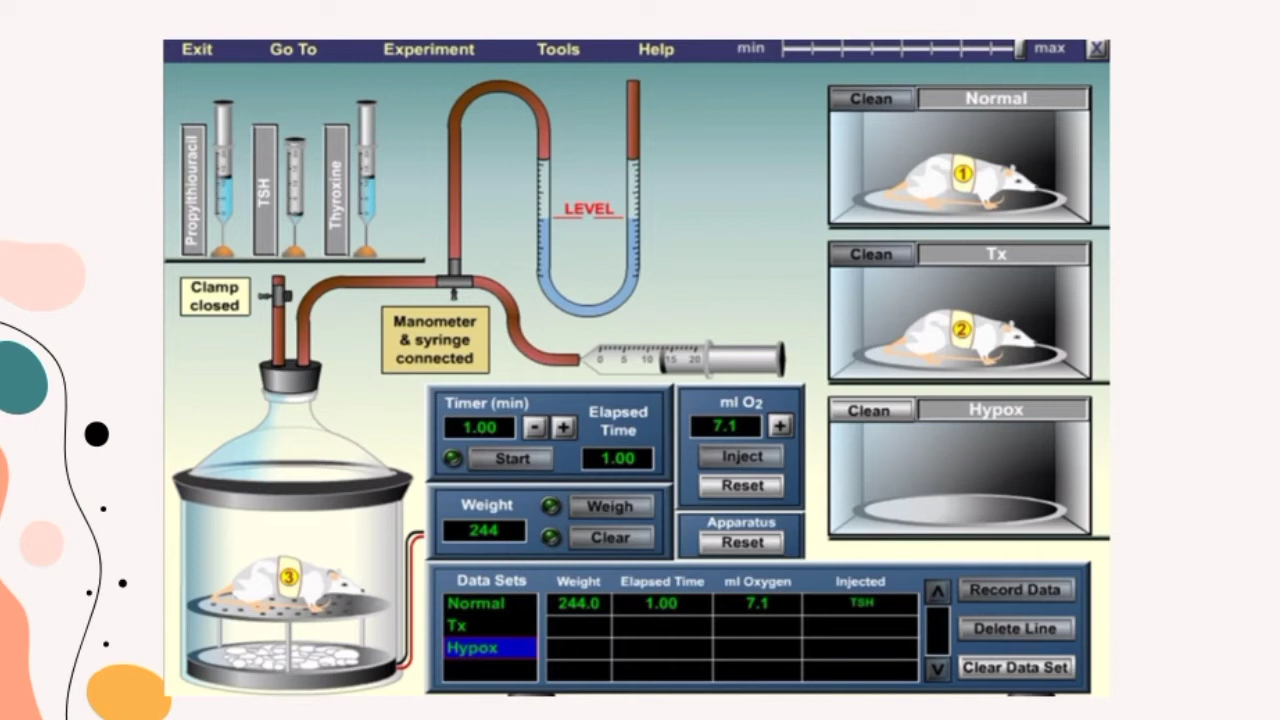 Exit Go To Experiment Tools Help min max X
Propylthiouracil
TSH
Thyroxine
LEVEL
Clean Normal
1
Clean Tx
2
Clean Hypox
Clamp
closed
Manometer
& syringe
connected
0 5 10 15 20
Timer (min)
1.00 - +
Start
Elapsed
Time
1.00
ml O2
7.1 +
Inject
Reset
Weight
244
Weigh
Clear
Apparatus
Reset
3
Data Sets Weight Elapsed Time ml Oxygen Injected
Normal 244.0 1.00 7.1 TSH
Tx
Hypox
Record Data
Delete Line
Clear Data Set